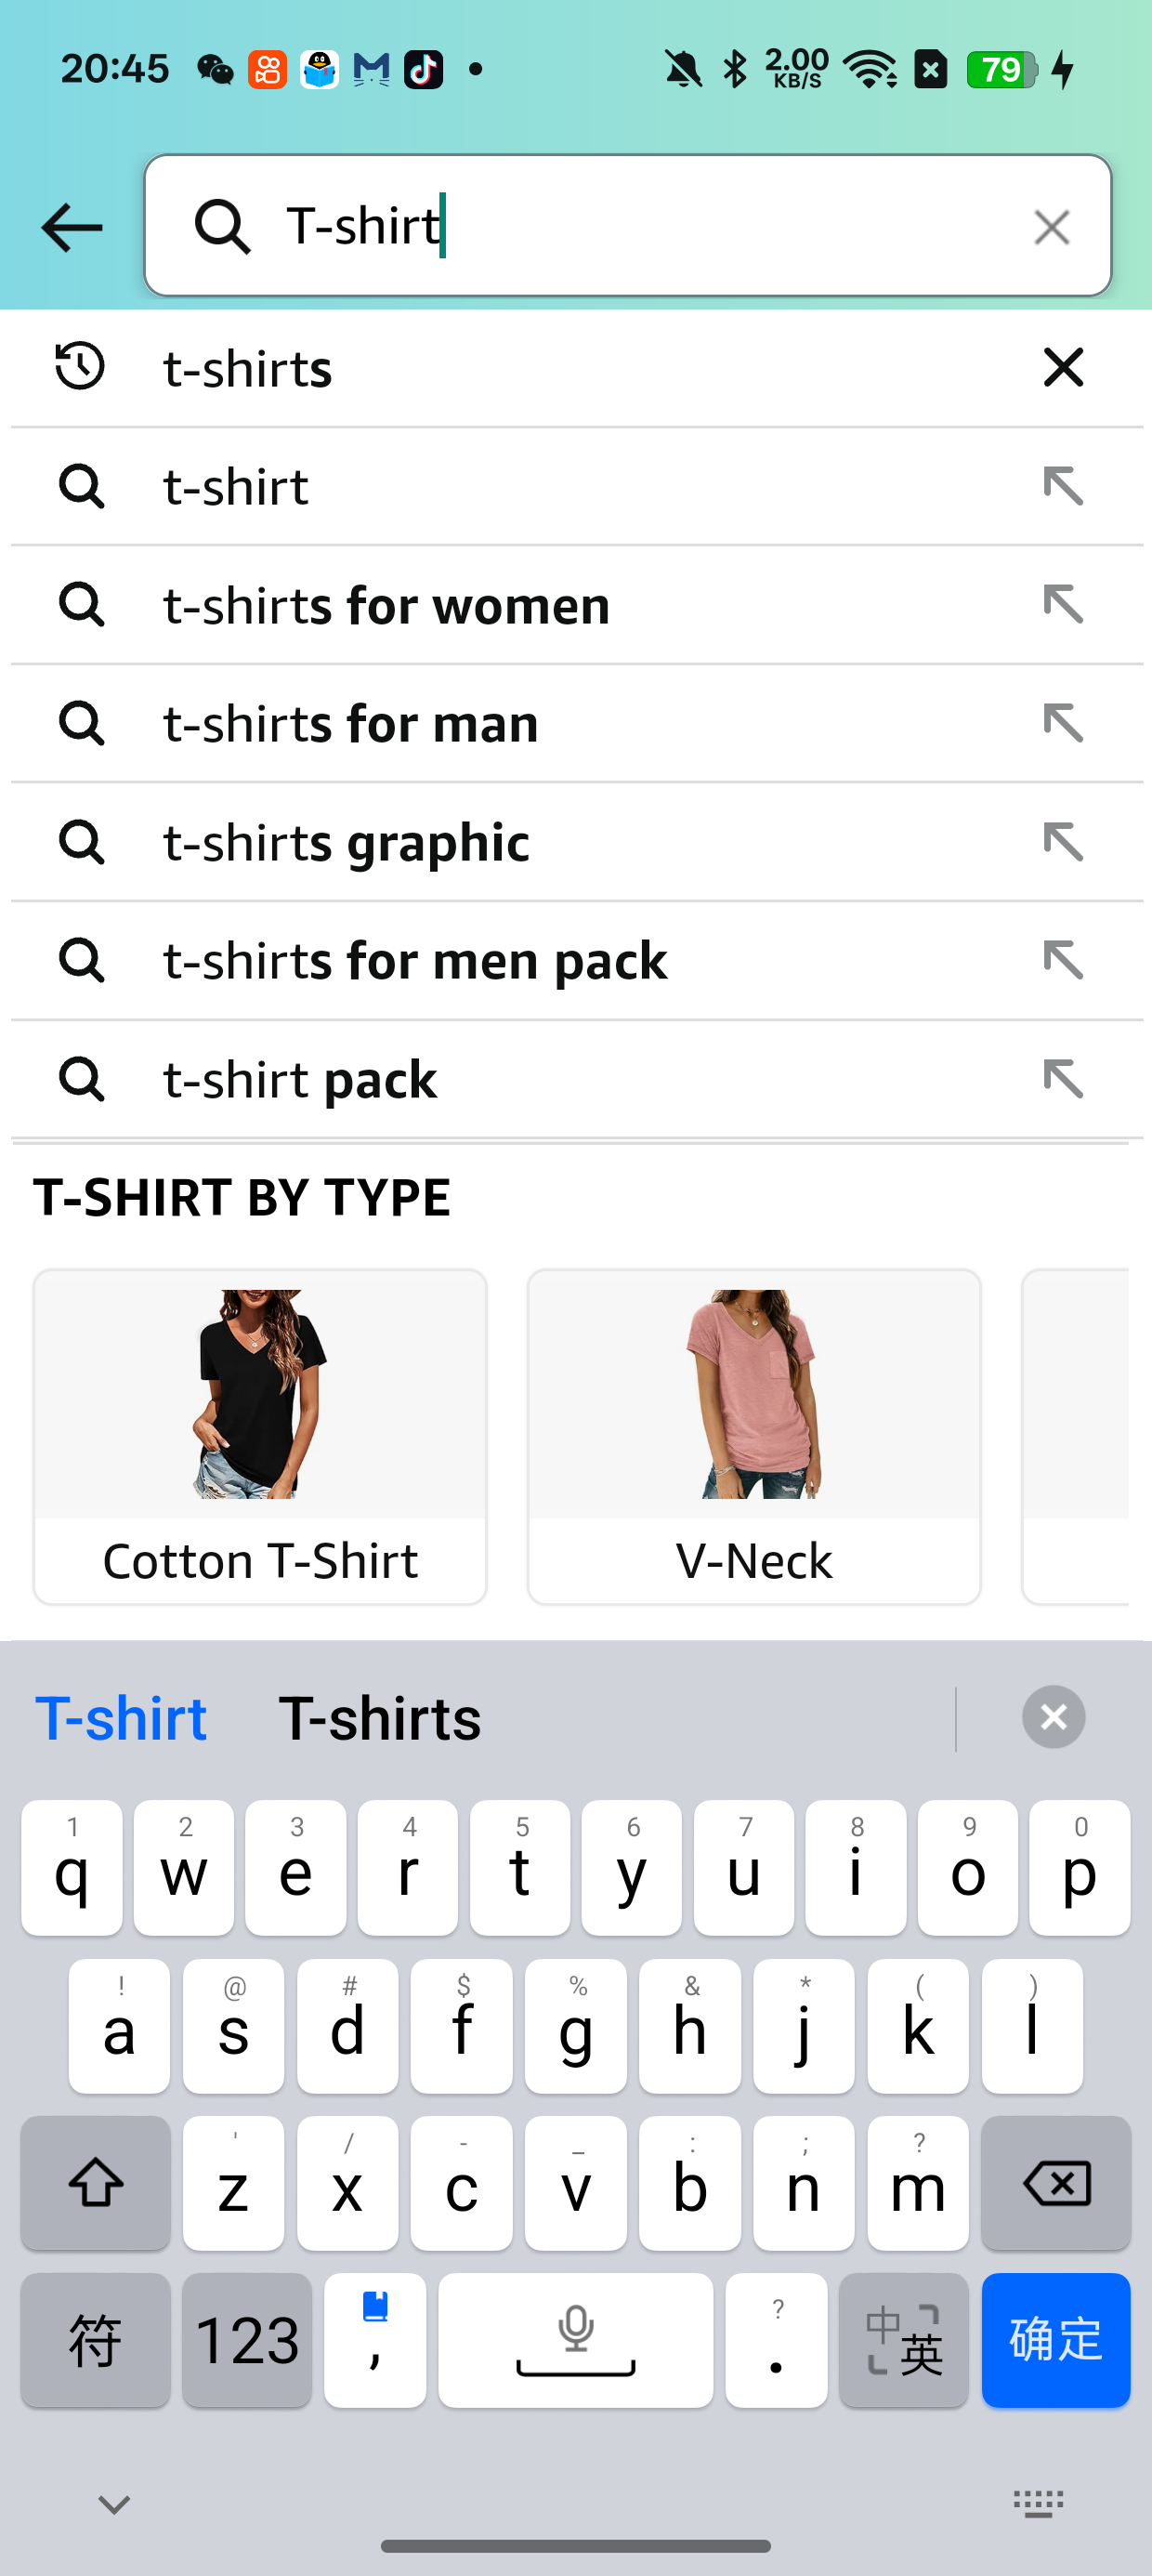 20:45 2.00 KB/S 79
T-shirt
t-shirts
t-shirt
t-shirts for women
t-shirts for man
t-shirts graphic
t-shirts for men pack
t-shirt pack
T-SHIRT BY TYPE
Cotton T-Shirt V-Neck
T-shirt T-shirts
1 2 3 4 5 6 7 8 9 0
q w e r t y u i o p
! @ # $ % & * ( )
a s d f g h j k l
' / - _ : ; ?
z x c v b n m
符 123 , ? . 中 英 确定